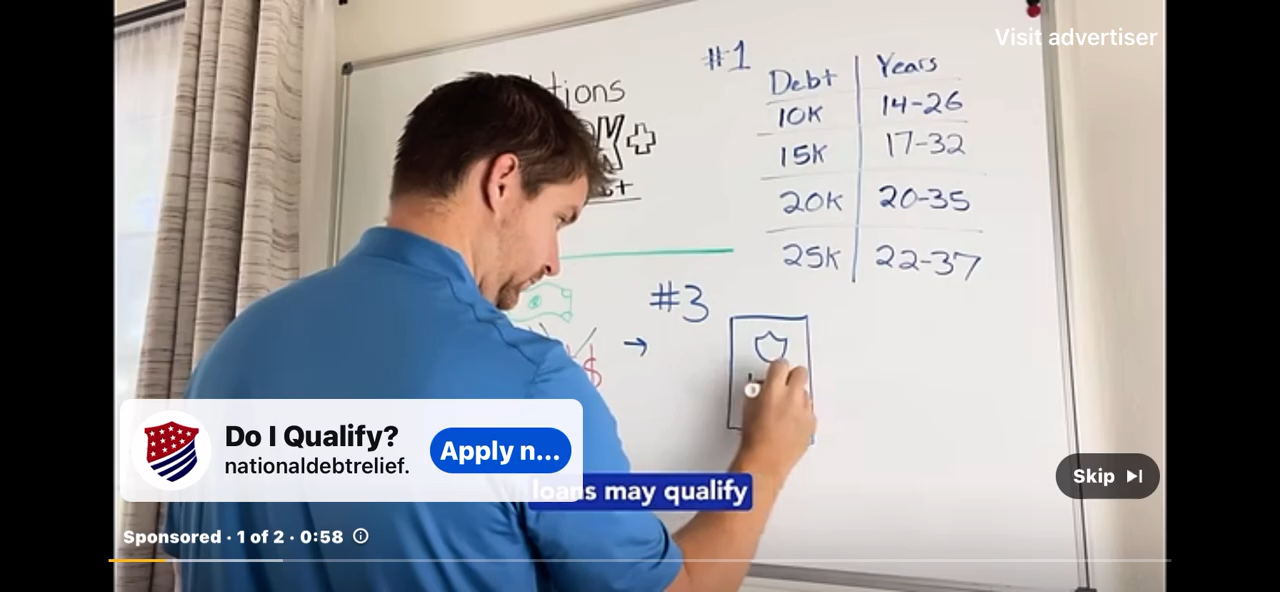 Visit advertiser
#1
Debt Years
10K 14-26
15K 17-32
20K 20-35
25K 22-37
#3
$
Do I Qualify?
nationaldebtrelief.
Apply n...
loans may qualify
Skip
Sponsored · 1 of 2 · 0:58